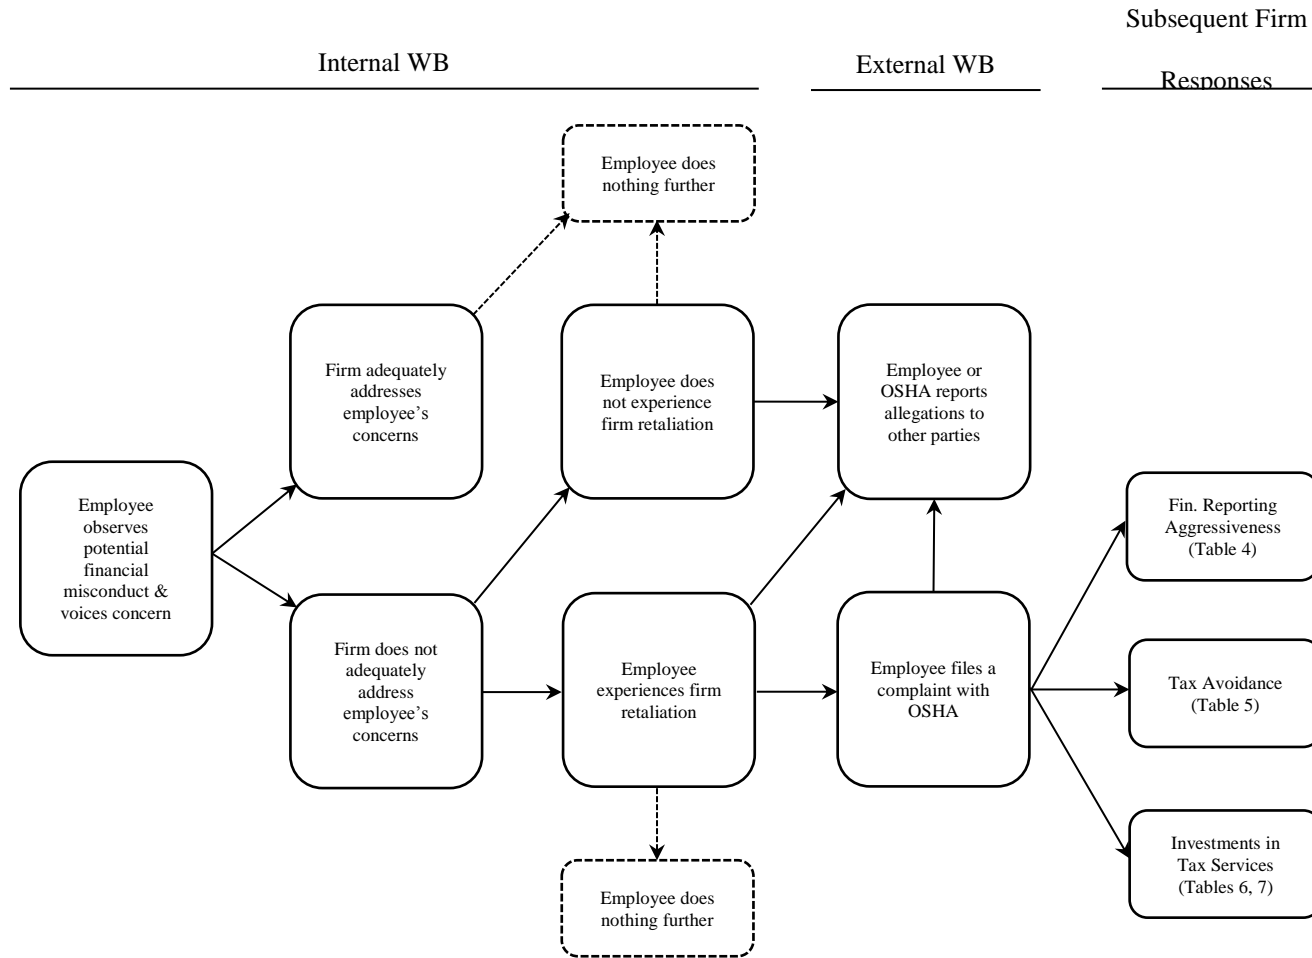 Subsequent Firm
Responses
Internal WB
External WB
Employee does
nothing further
Firm adequately
addresses
employee’s
concerns
Employee does
not experience
firm retaliation
Employee or
OSHA reports
allegations to
other parties
Employee
observes
potential
financial
misconduct &
voices concern
Fin. Reporting
Aggressiveness
(Table 4)
Firm does not
adequately
address
employee’s
concerns
Employee
experiences firm
retaliation
Employee files a
complaint with
OSHA
Tax Avoidance
(Table 5)
Investments in
Tax Services
(Tables 6, 7)
Employee does
nothing further